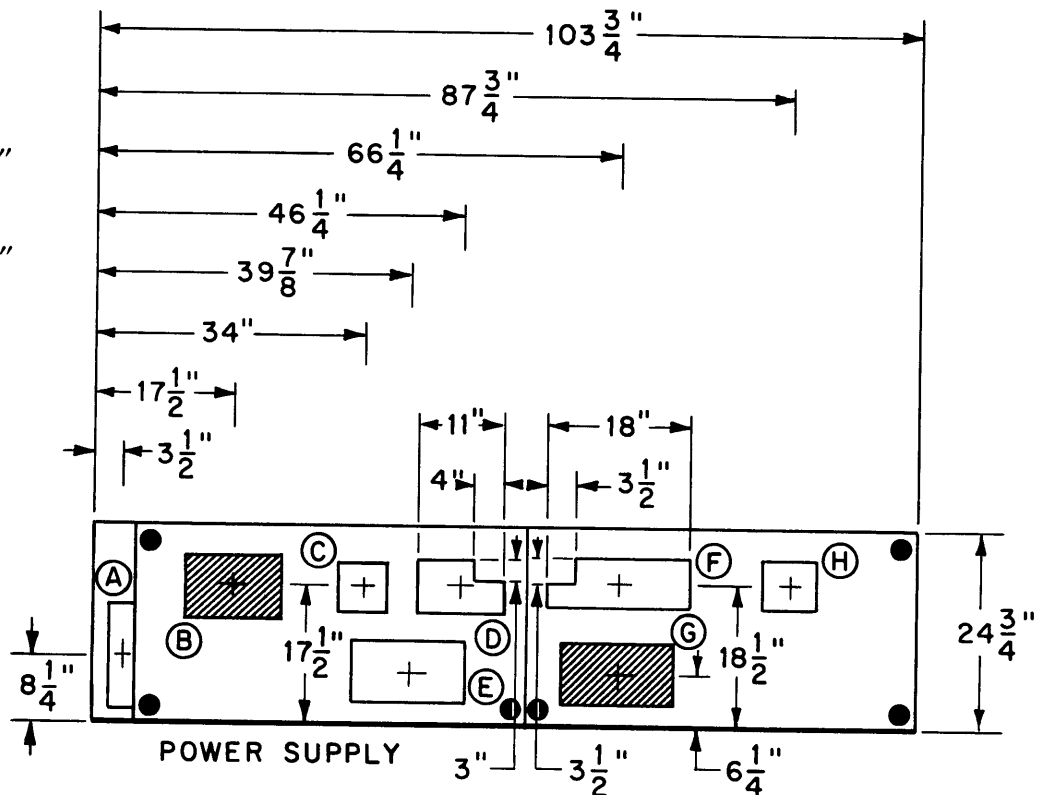 103 3/4"
87 3/4"
"
66 1/4"
46 1/4"
"
39 7/8"
34"
17 1/2"
11"
18"
3 1/2"
4"
3 1/2"
C
F
H
A
B
17 1/2"
D
G
18 1/2"
24 3/4"
8 1/4"
E
POWER SUPPLY
3"
3 1/2"
6 1/4"